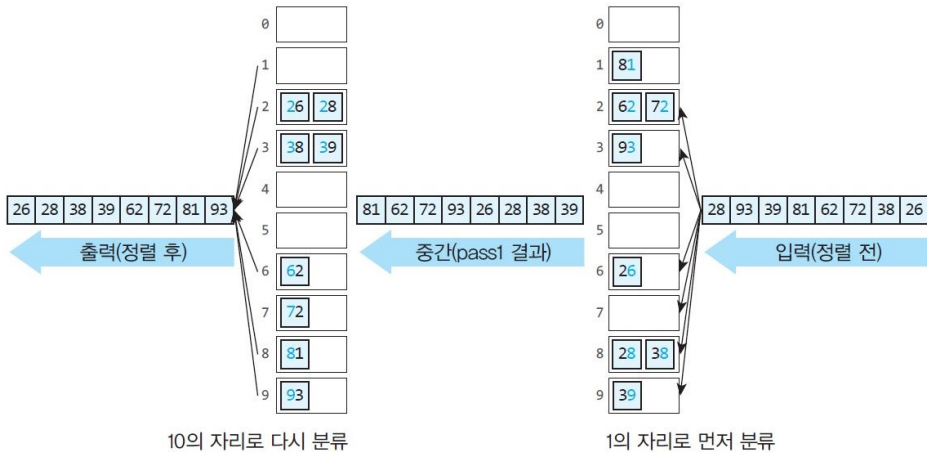 0
1
2 26 28
3 38 39
4
5
6 62
7 72
8 81
9 93
26 28 38 39 62 72 81 93
출력(정렬 후)
10의 자리로 다시 분류
81 62 72 93 26 28 38 39
중간(pass1 결과)
0
1 81
2 62 72
3 93
4
5
6 26
7
8 28 38
9 39
28 93 39 81 62 72 38 26
입력(정렬 전)
1의 자리로 먼저 분류